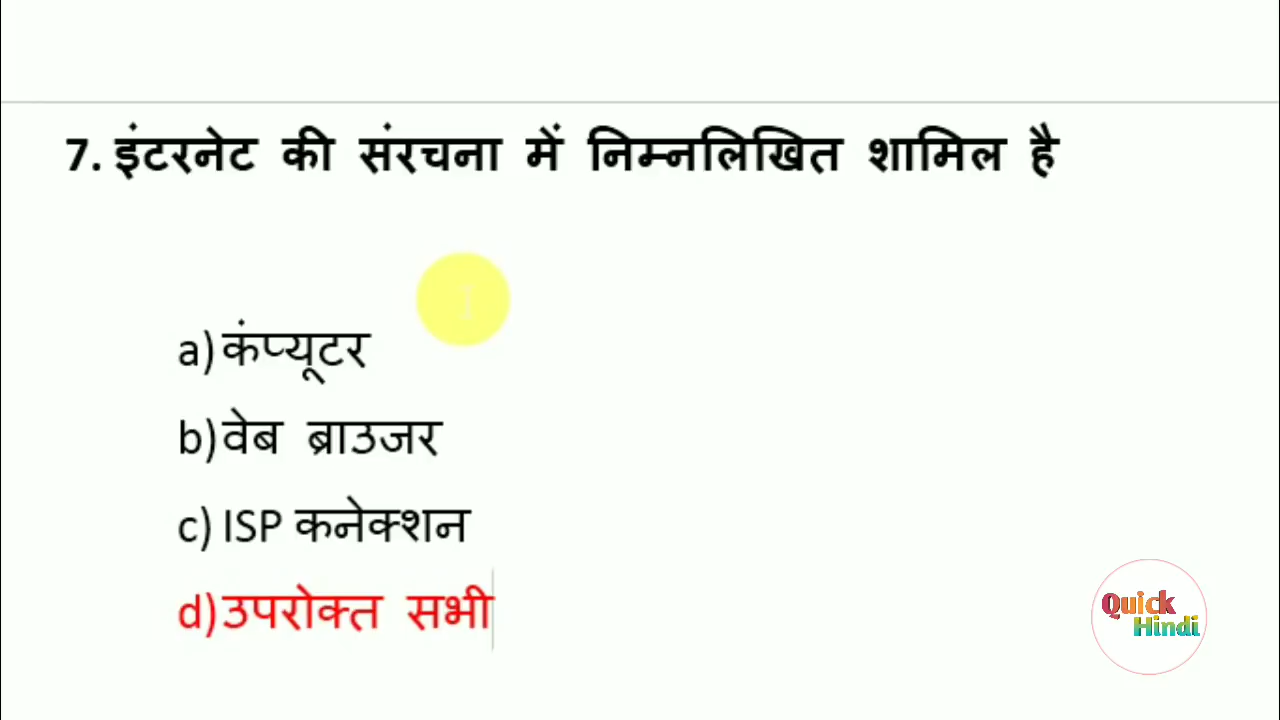 7. इंटरनेट की संरचना में निम्नलिखित शामिल है
a) कंप्यूटर
b) वेब ब्राउजर
c) ISP कनेक्शन
d) उपरोक्त सभी
Quick
Hindi